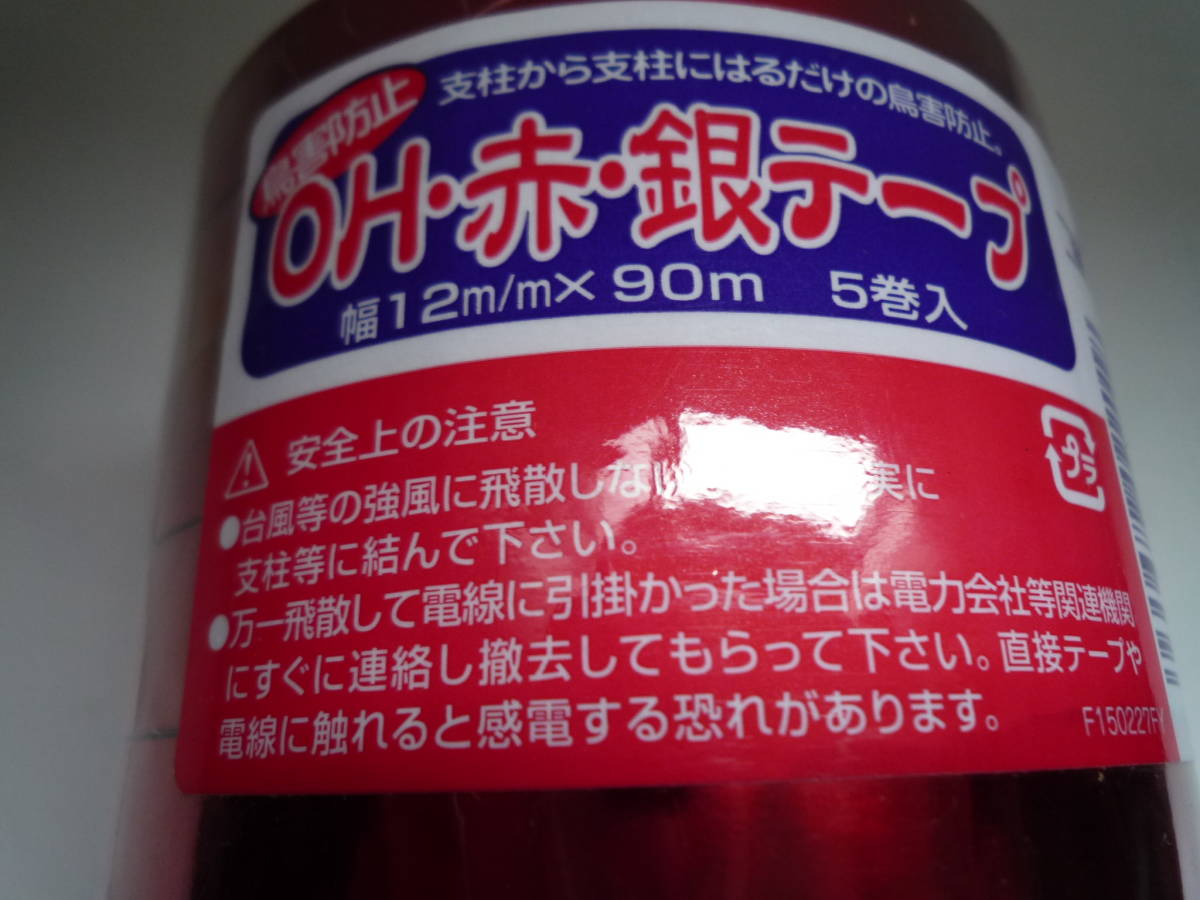 鳥害防止
支柱から支柱にはるだけの鳥害防止。
OH・赤・銀テープ
幅12m/m×90m 5巻入
安全上の注意
●台風等の強風に飛散しな 実に
支柱等に結んで下さい。
プラ
●万一飛散して電線に引掛かった場合は電力会社等関連機関
にすぐに連絡し撤去してもらって下さい。直接テープや
電線に触れると感電する恐れがあります。